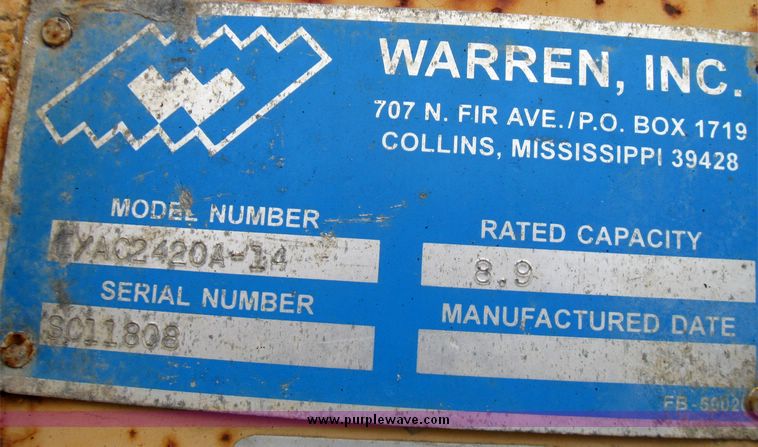 WARREN, INC.
707 N. FIR AVE./P.O. BOX 1719
COLLINS, MISSISSIPPI 39428
MODEL NUMBER
RATED CAPACITY
8.9
SERIAL NUMBER
SC11808
MANUFACTURED DATE
www.purplewave.com